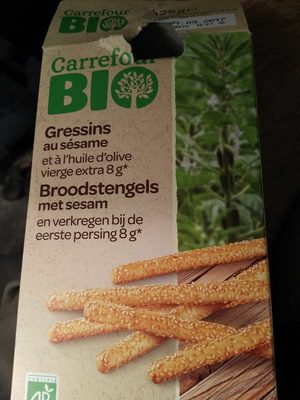 Carrefour
BIO
Carrefour
BIO
Gressins
au sésame
et à l'huile d'olive
vierge extra 8 g*
Broodstengels
met sesam
en verkregen bij de
eerste persing 8 g*
AB